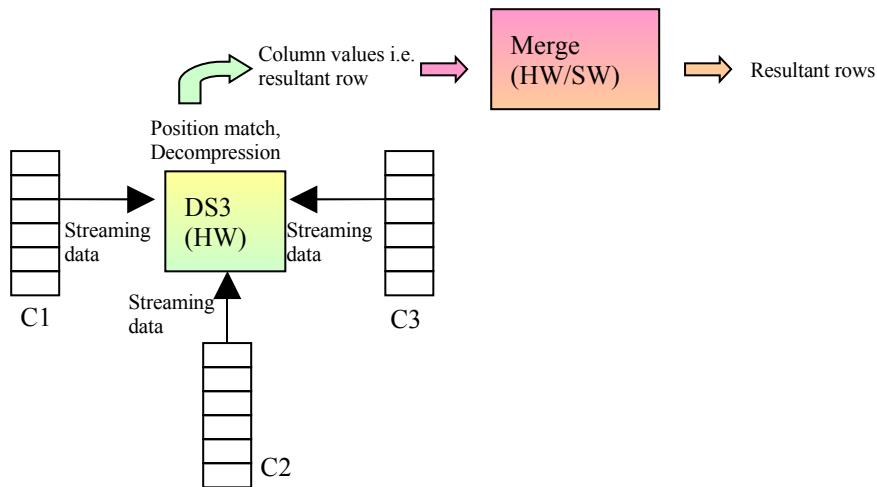 Column values i.e.
resultant row
Merge
(HW/SW)
Resultant rows
Position match,
Decompression
DS3
(HW)
Streaming
data
Streaming
data
Streaming
data
C1
C3
C2